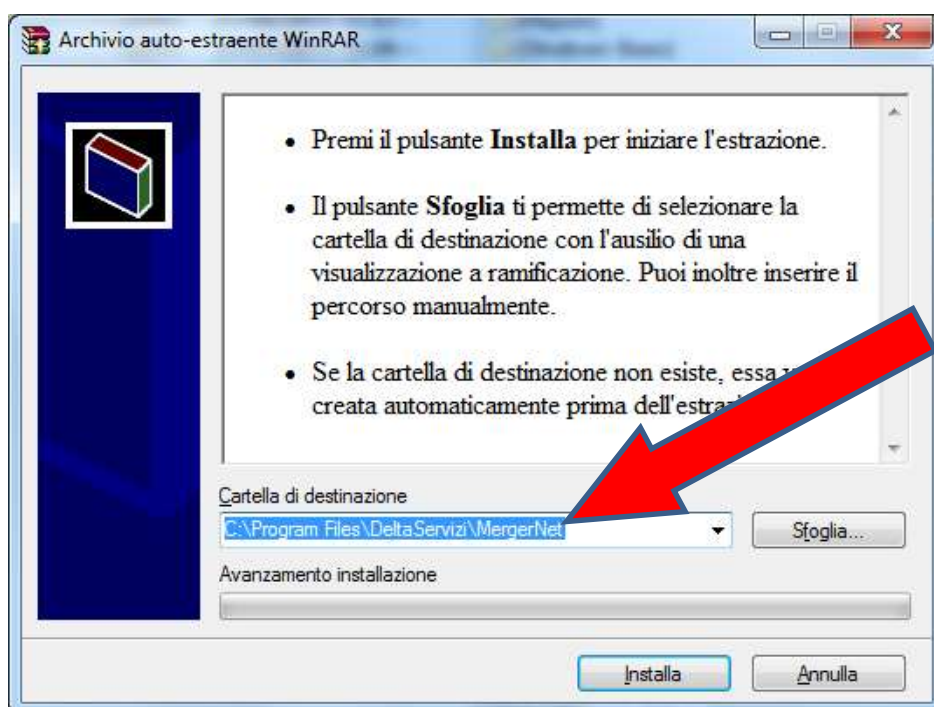 Archivio auto-estraente WinRAR
• Premi il pulsante Installa per iniziare l'estrazione.
• Il pulsante Sfoglia ti permette di selezionare la
cartella di destinazione con l'ausilio di una
visualizzazione a ramificazione. Puoi inoltre inserire il
percorso manualmente.
• Se la cartella di destinazione non esiste, essa
creata automaticamente prima
Cartella di destinazione
C:\Program Files\DeltaServizi\MergerNet
Sfoglia...
Avanzamento installazione
Installa
Annulla